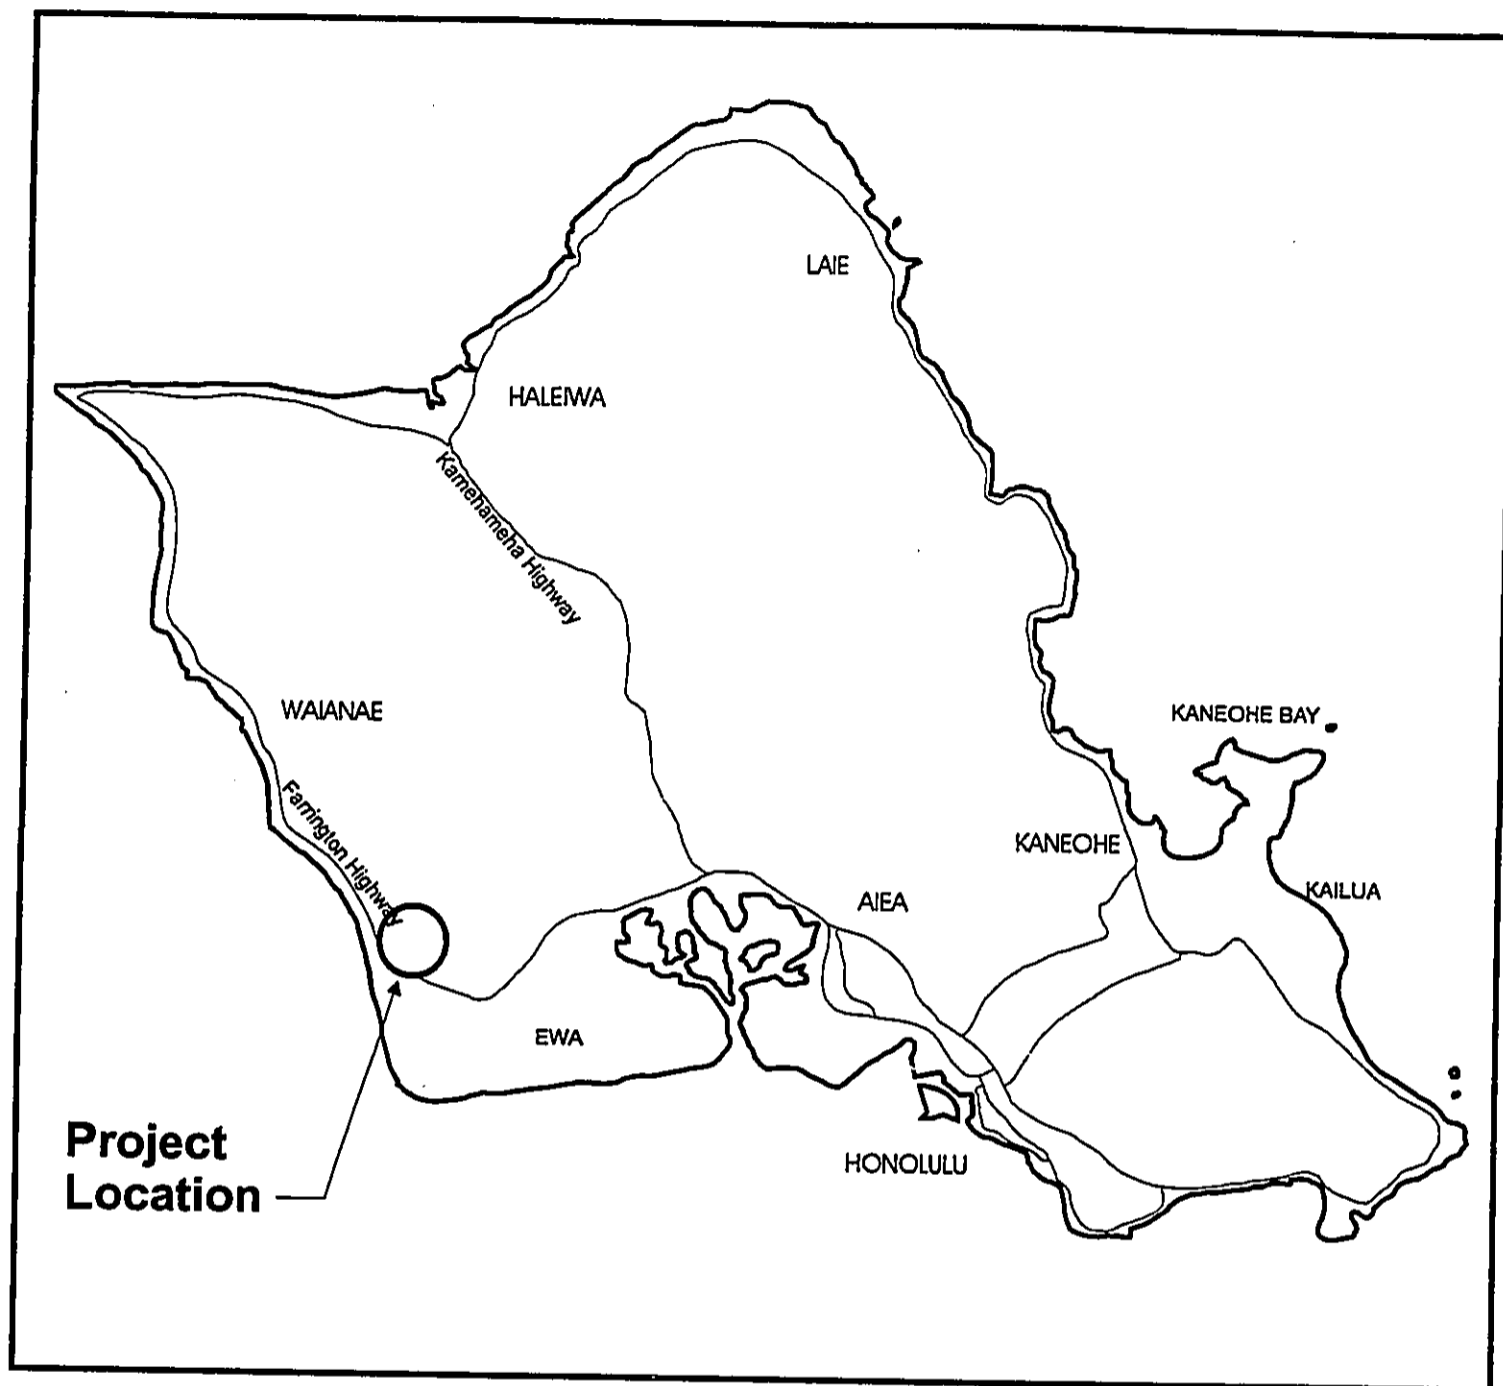 LAIE
HALEIWA
Kamehameha Highway
WAIANAE
KANEOHE BAY
Farrington Highway
KANEOHE
KAILUA
AIEA
EWA
Project
Location
HONOLULU